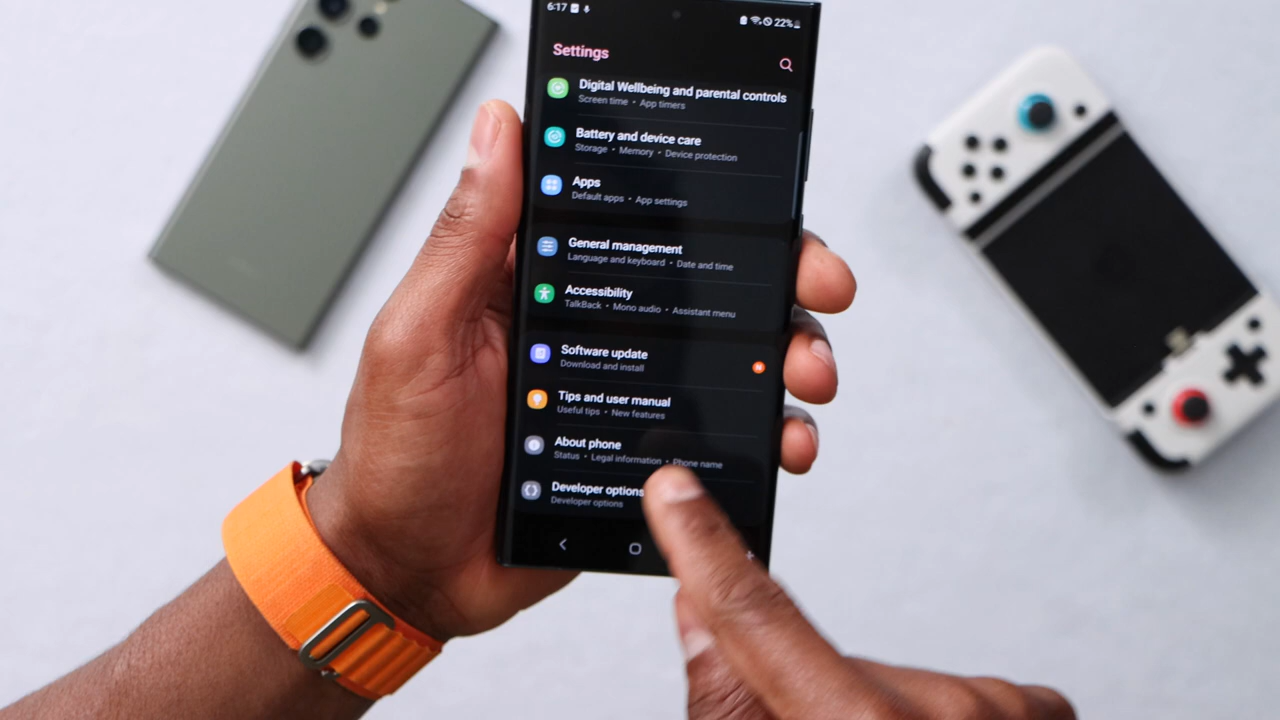 6:17
22%
Settings
Digital Wellbeing and parental controls
Screen time • App timers
Battery and device care
Storage • Memory • Device protection
Apps
Default apps • App settings
General management
Language and keyboard • Date and time
Accessibility
TalkBack • Mono audio • Assistant menu
Software update
Download and install
N
Tips and user manual
Useful tips • New features
About phone
Status • Legal information • Phone name
Developer options
Developer options